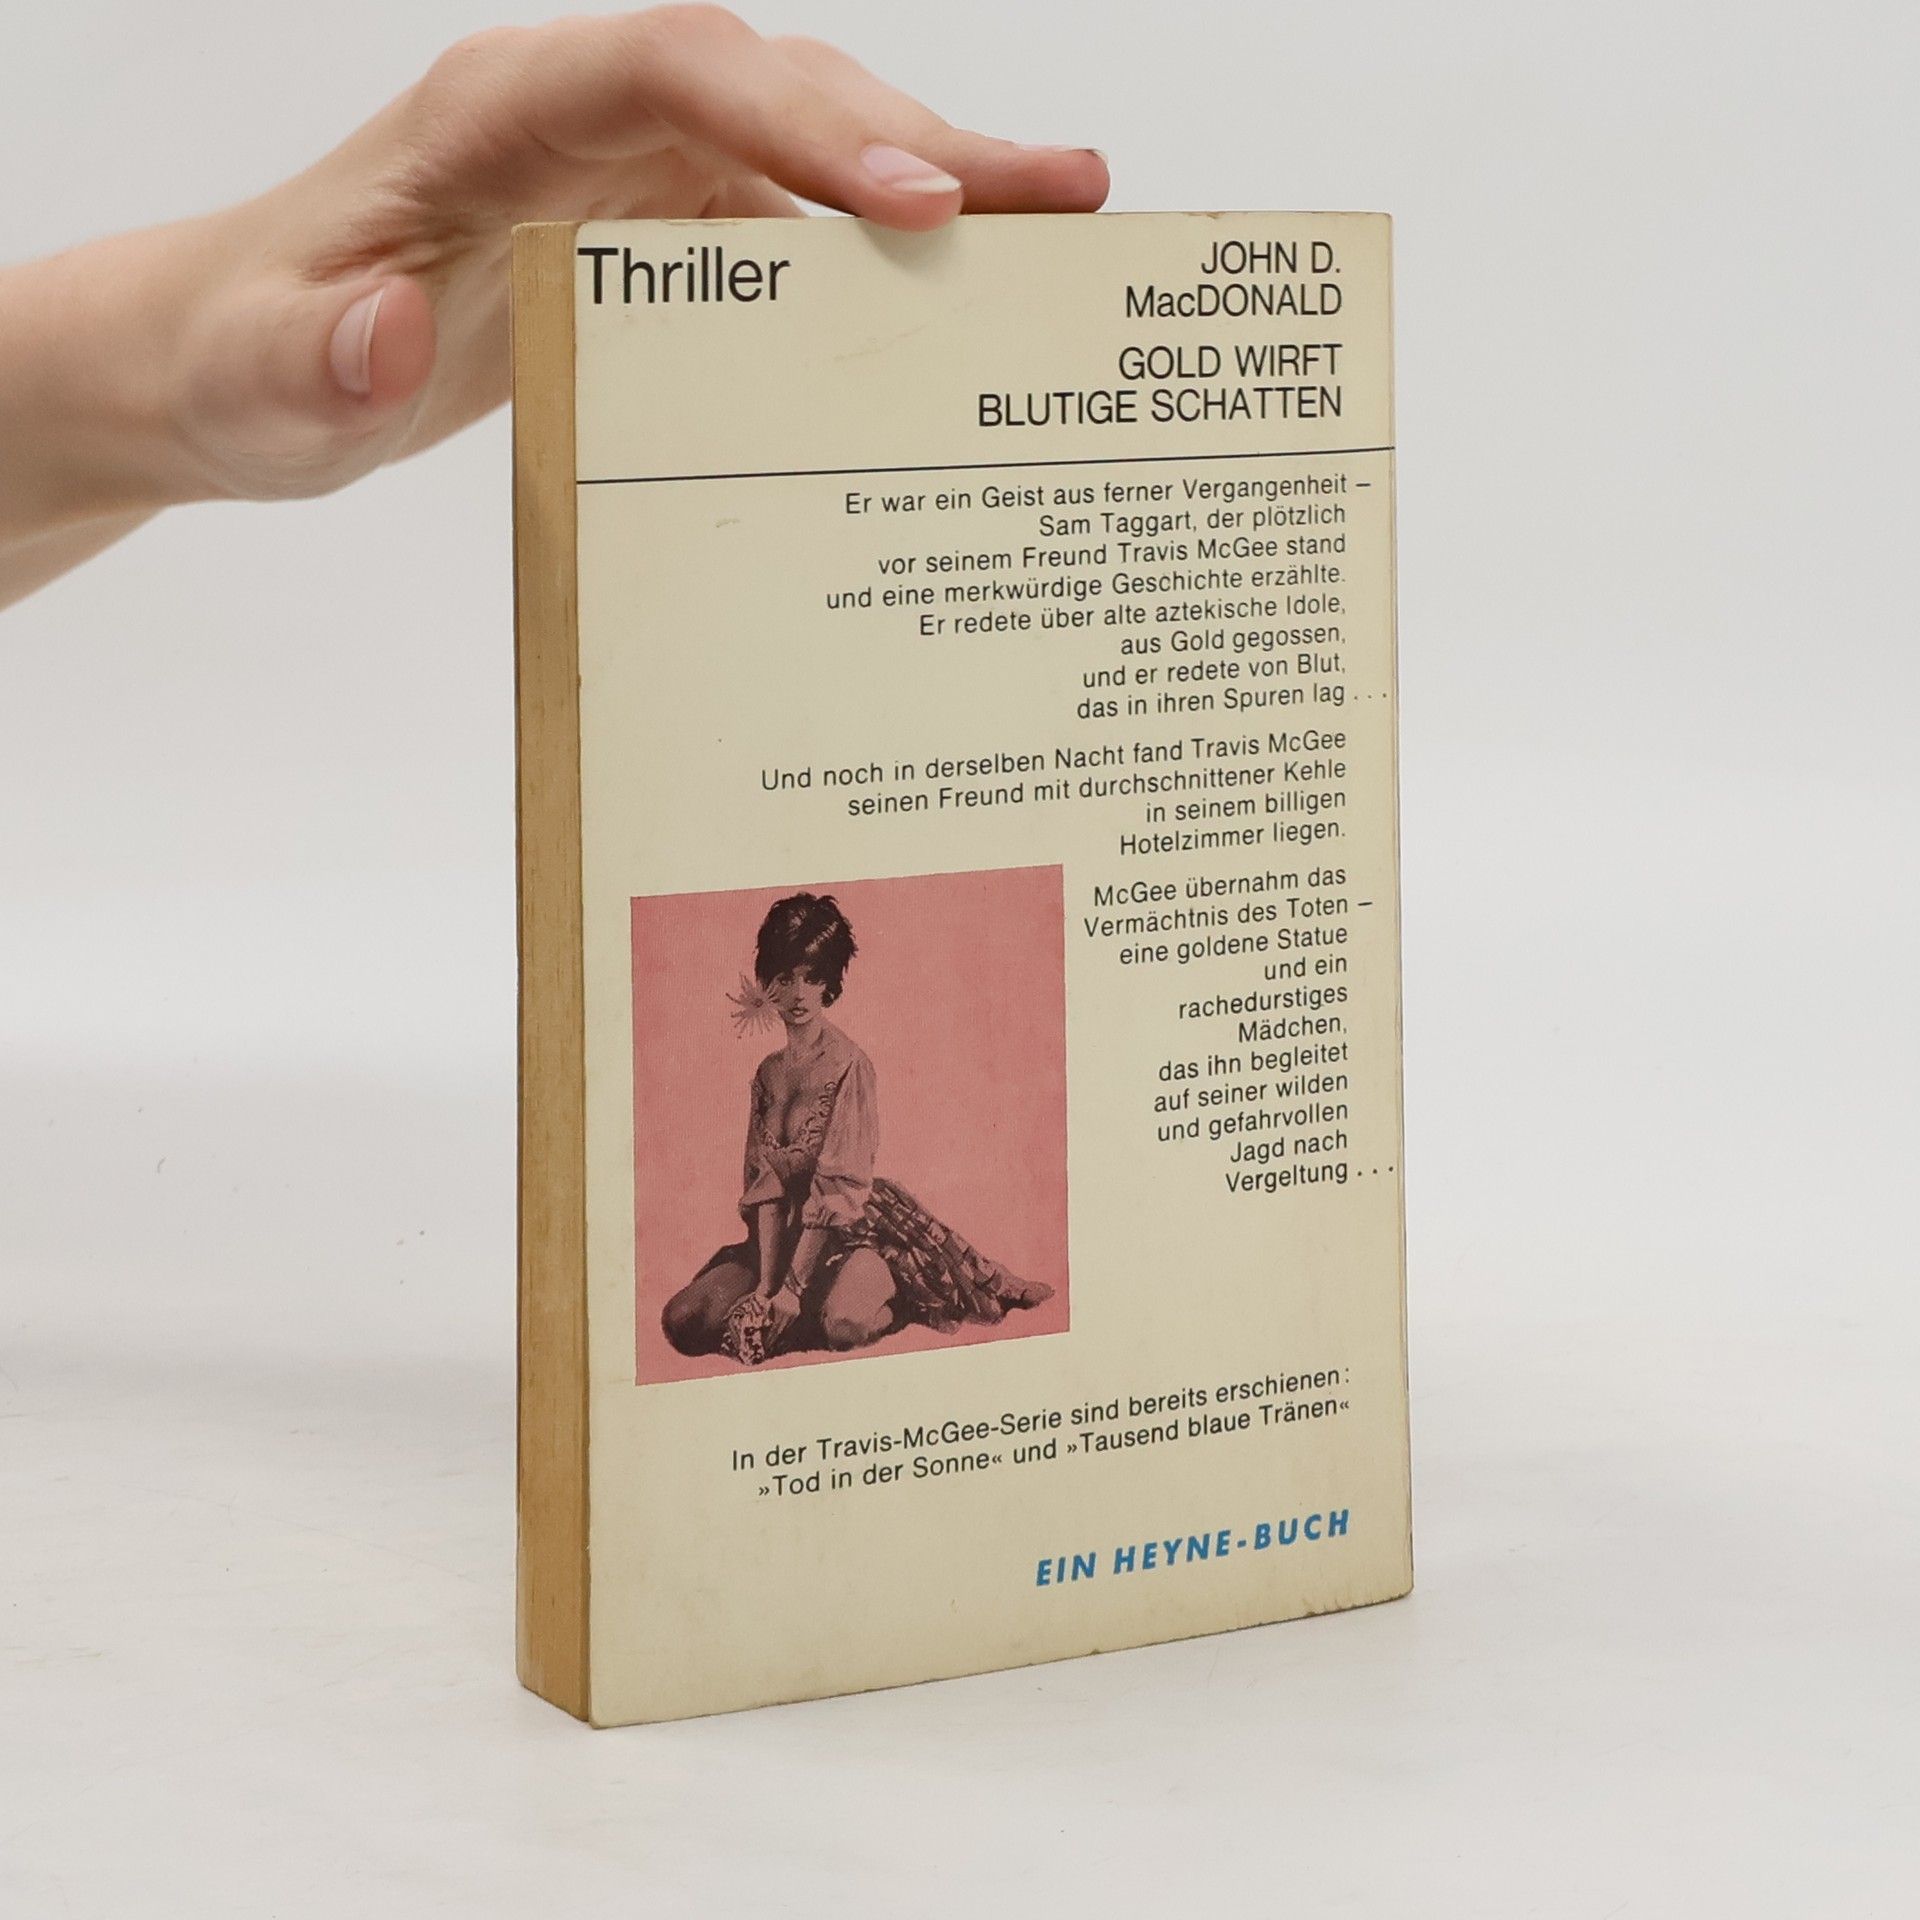 Thriller
JOHN D.
MacDONALD
GOLD WIRFT
BLUTIGE SCHATTEN
Er war ein Geist aus ferner Vergangenheit –
Sam Taggart, der plötzlich
vor seinem Freund Travis McGee stand
und eine merkwürdige Geschichte erzählte.
Er redete über alte aztekische Idole,
aus Gold gegossen,
und er redete von Blut,
das in ihren Spuren lag . . .
Und noch in derselben Nacht fand Travis McGee
seinen Freund mit durchschnittener Kehle
in seinem billigen
Hotelzimmer liegen.
McGee übernahm das
Vermächtnis des Toten –
eine goldene Statue
und ein
rachedurstiges
Mädchen,
das ihn begleitet
auf seiner wilden
und gefahrvollen
Jagd nach
Vergeltung . . .
In der Travis-McGee-Serie sind bereits erschienen:
»Tod in der Sonne« und »Tausend blaue Tränen«
EIN HEYNE-BUCH